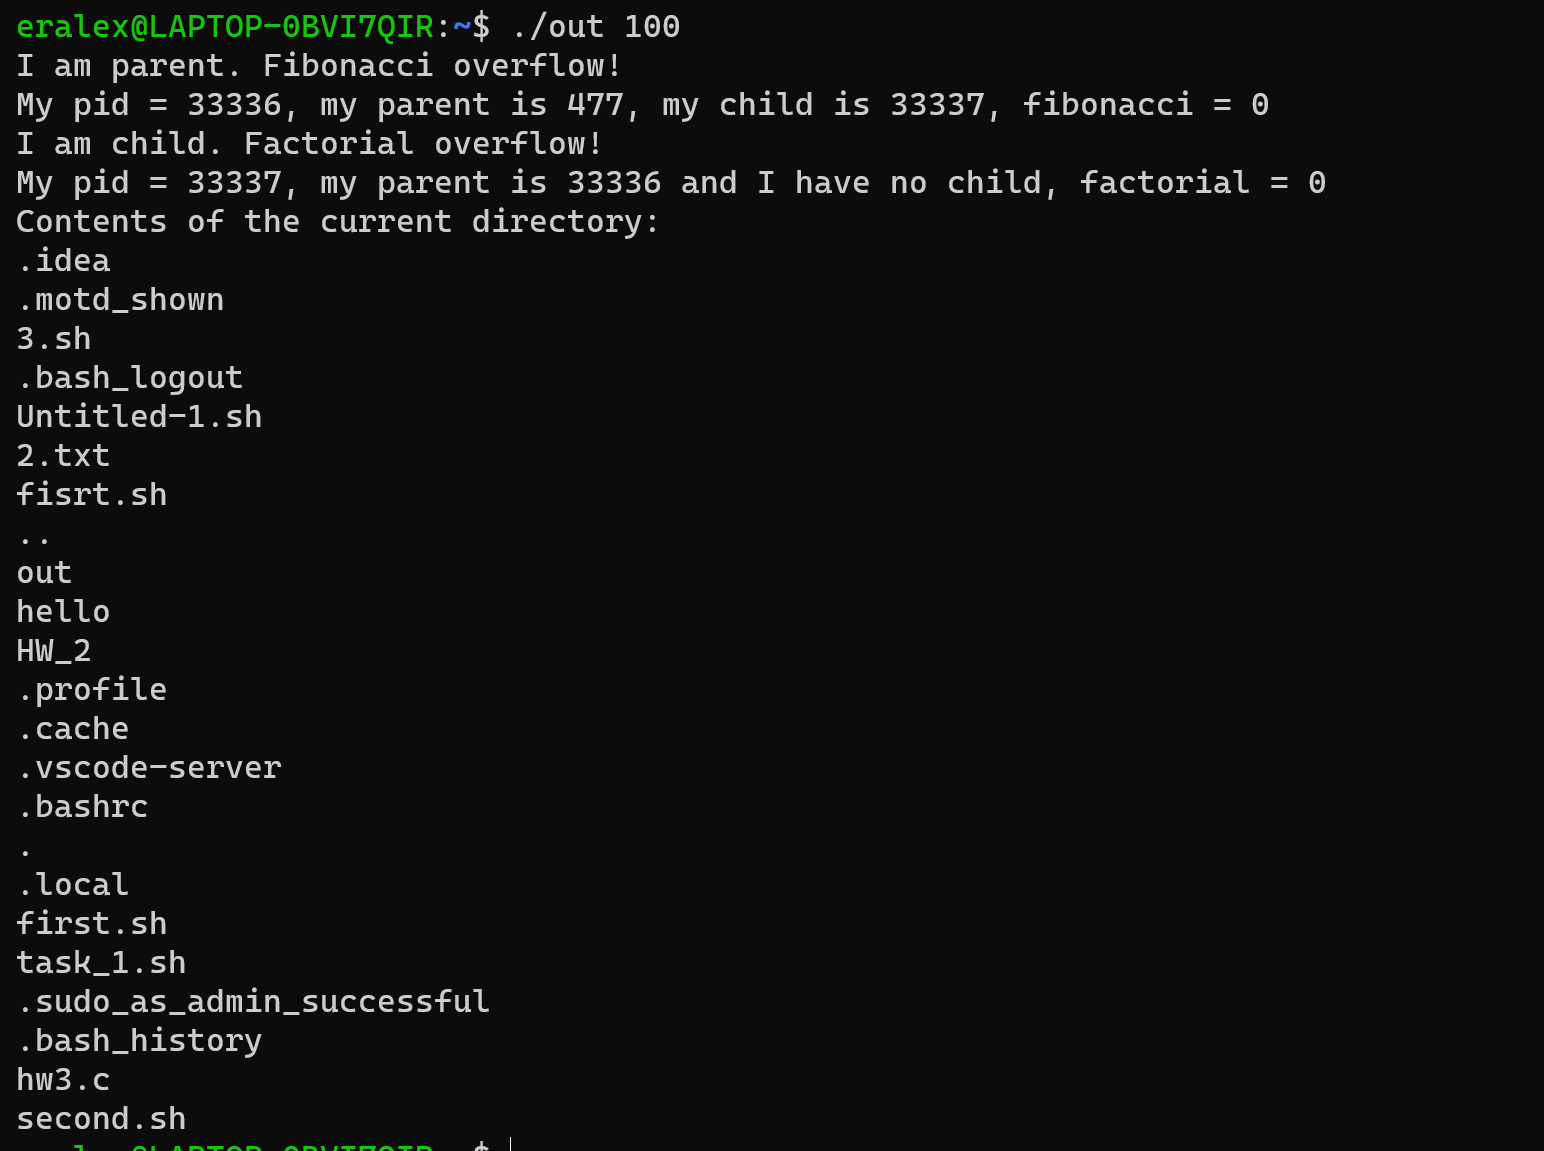 eralex@LAPTOP-0BVI7QIR:~$ ./out 100
I am parent. Fibonacci overflow!
My pid = 33336, my parent is 477, my child is 33337, fibonacci = 0
I am child. Factorial overflow!
My pid = 33337, my parent is 33336 and I have no child, factorial = 0
Contents of the current directory:
.idea
.motd_shown
3.sh
.bash_logout
Untitled-1.sh
2.txt
fisrt.sh
..
out
hello
HW_2
.profile
.cache
.vscode-server
.bashrc
.
.local
first.sh
task_1.sh
.sudo_as_admin_successful
.bash_history
hw3.c
second.sh
eralex@LAPTOP-0BVI7QIR:~$